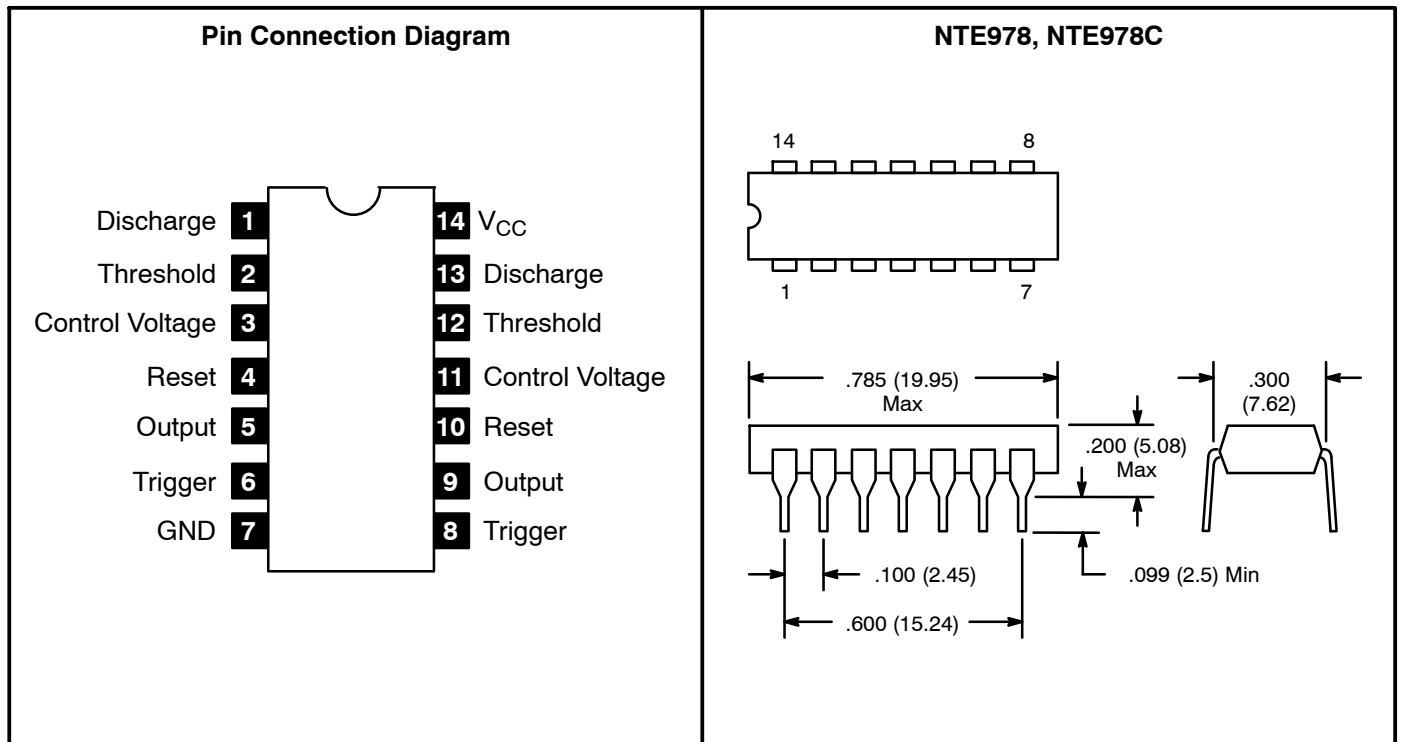 Pin Connection Diagram
Discharge 1
Threshold 2
Control Voltage 3
Reset 4
Output 5
Trigger 6
GND 7
14 VCC
13 Discharge
12 Threshold
11 Control Voltage
10 Reset
9 Output
8 Trigger
NTE978, NTE978C
14 8
1 7
.785 (19.95)
Max
.300
(7.62)
.200 (5.08)
Max
.100 (2.45)
.099 (2.5) Min
.600 (15.24)